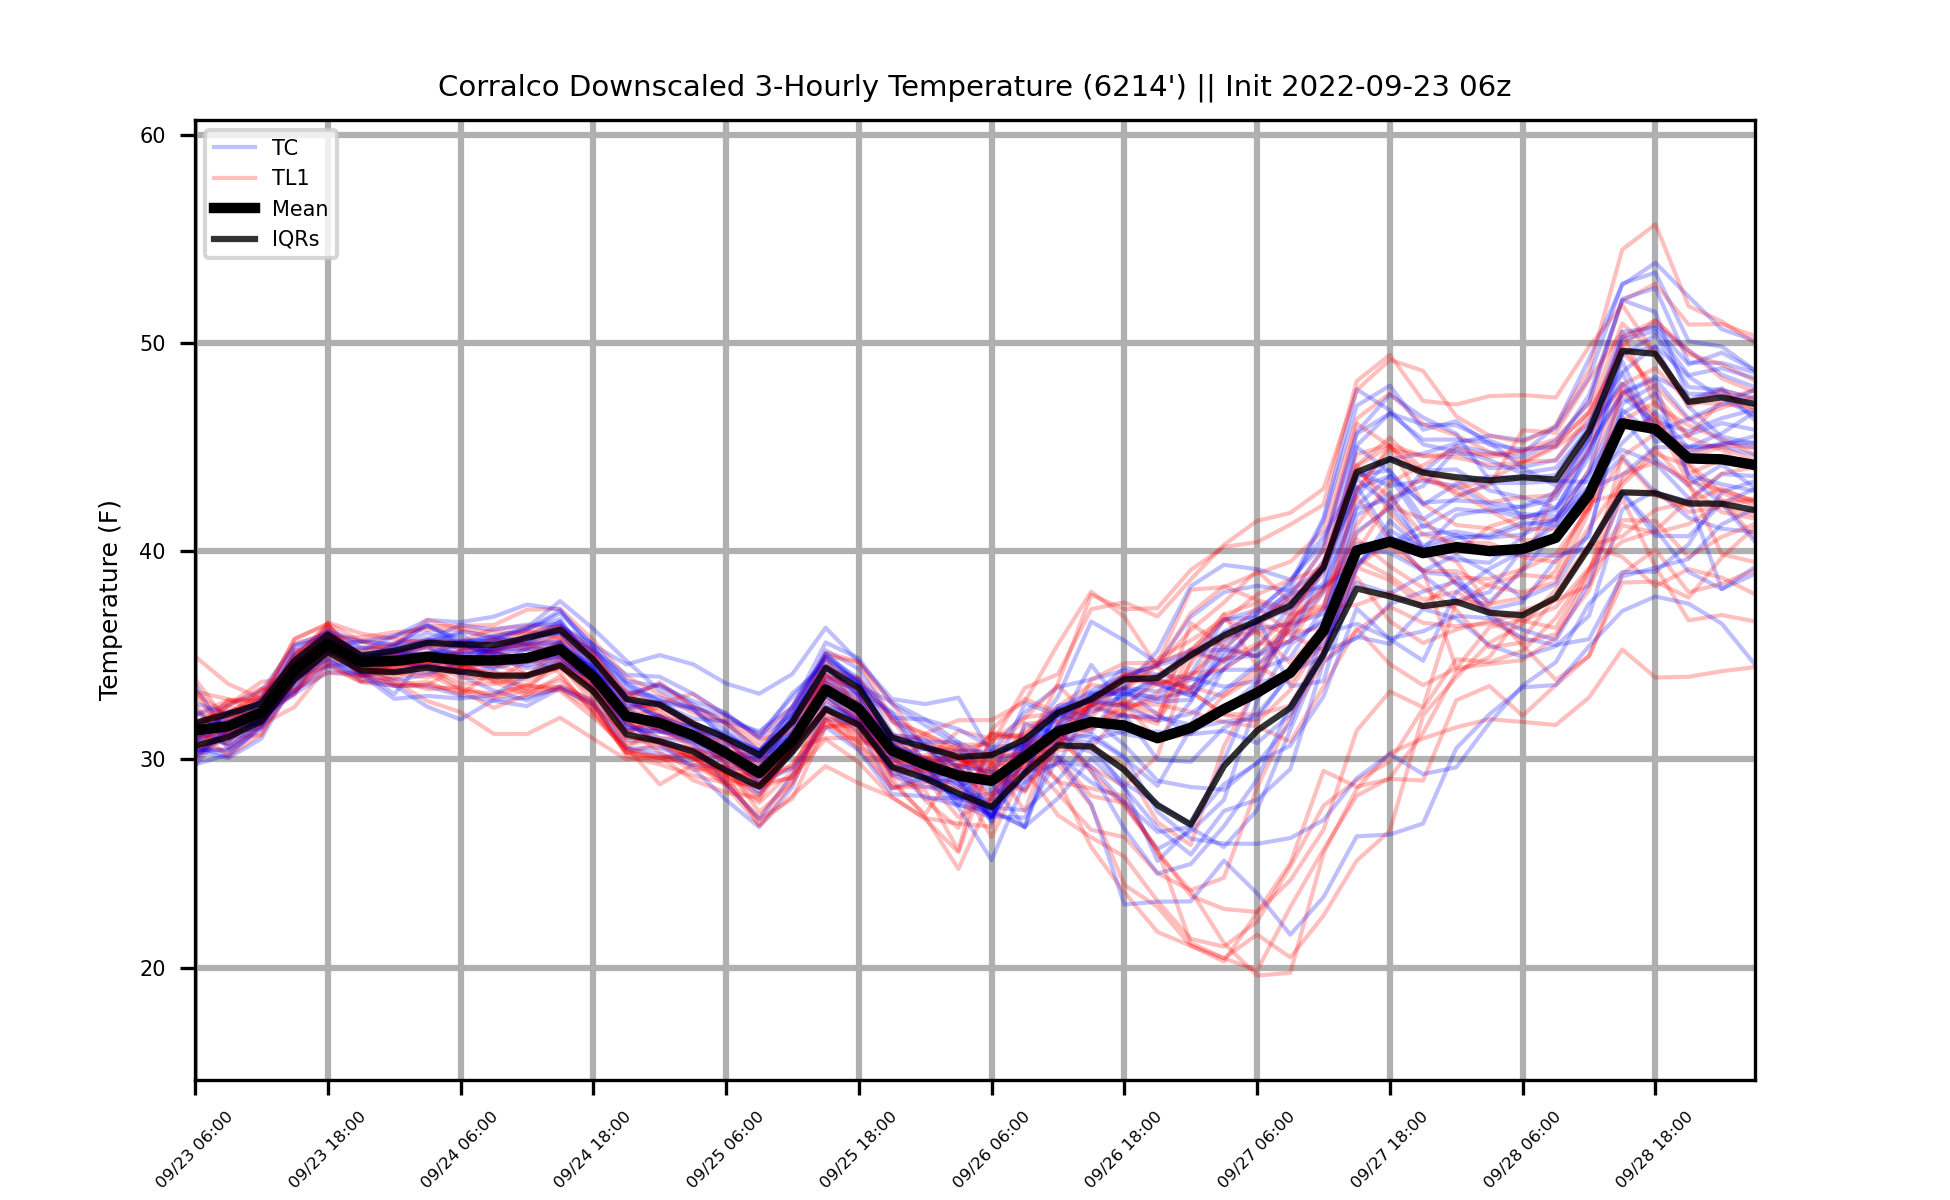 Corralco Downscaled 3-Hourly Temperature (6214') || Init 2022-09-23 06z
TC
TL1
Mean
IQRs
Temperature (F)
60
50
40
30
20
09/23 06:00
09/23 18:00
09/24 06:00
09/24 18:00
09/25 06:00
09/25 18:00
09/26 06:00
09/26 18:00
09/27 06:00
09/27 18:00
09/28 06:00
09/28 18:00